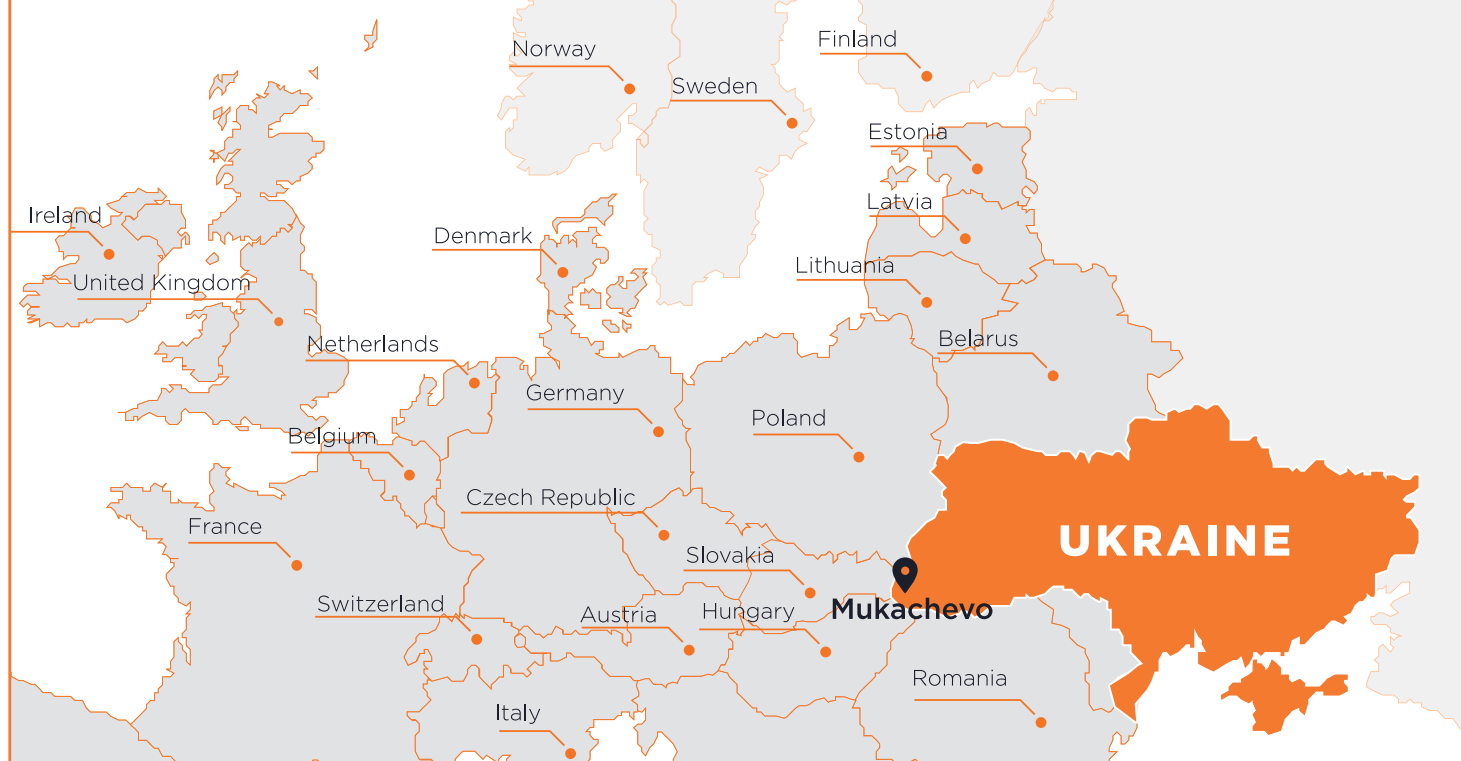 Norway
Finland
Sweden
Estonia
Latvia
Ireland
Denmark
Lithuania
United Kingdom
Netherlands
Belarus
Germany
Poland
Belgium
Czech Republic
France
UKRAINE
Slovakia
Switzerland
Austria
Hungary
Mukachevo
Romania
Italy